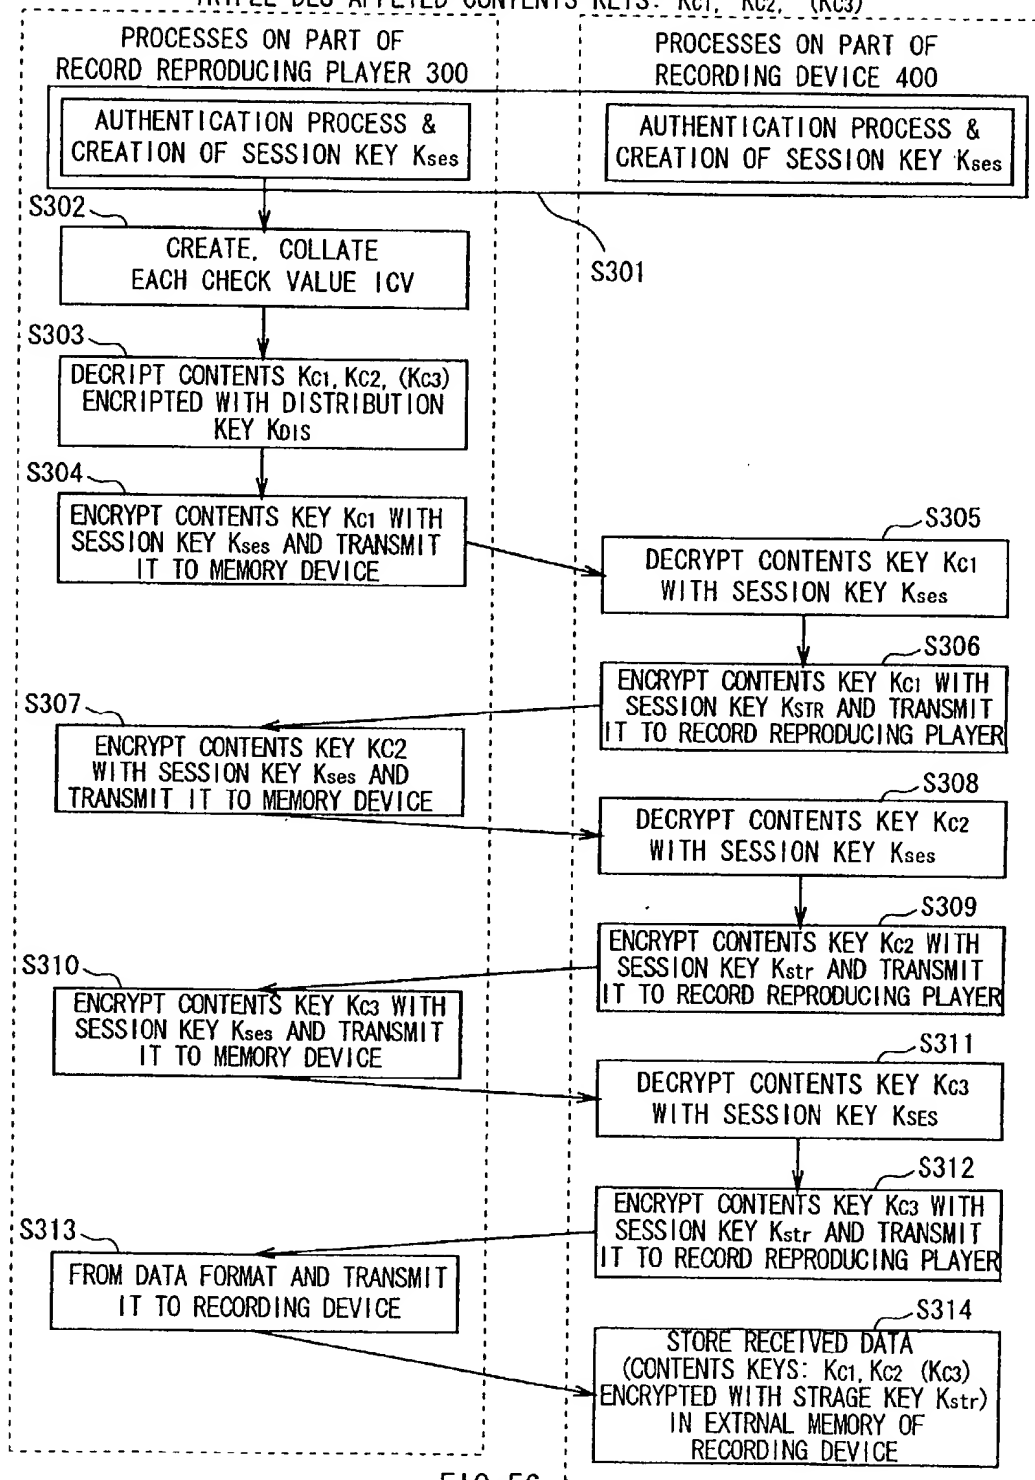 TRIPLE DES APPLIED CONTENTS KEYS: Kc1, Kc2, (Kc3)
PROCESSES ON PART OF
RECORD REPRODUCING PLAYER 300
PROCESSES ON PART OF
RECORDING DEVICE 400
AUTHENTICATION PROCESS &
CREATION OF SESSION KEY Kses
AUTHENTICATION PROCESS &
CREATION OF SESSION KEY Kses
S301
S302
CREATE, COLLATE
EACH CHECK VALUE ICV
S303
DECRIPT CONTENTS Kc1, Kc2, (Kc3)
ENCRIPTED WITH DISTRIBUTION
KEY KDIS
S304
ENCRYPT CONTENTS KEY Kc1 WITH
SESSION KEY Kses AND TRANSMIT
IT TO MEMORY DEVICE
S305
DECRYPT CONTENTS KEY Kc1
WITH SESSION KEY Kses
S306
ENCRYPT CONTENTS KEY Kc1 WITH
SESSION KEY KSTR AND TRANSMIT
IT TO RECORD REPRODUCING PLAYER
S307
ENCRYPT CONTENTS KEY KC2
WITH SESSION KEY Kses AND
TRANSMIT IT TO MEMORY DEVICE
S308
DECRYPT CONTENTS KEY Kc2
WITH SESSION KEY Kses
S309
ENCRYPT CONTENTS KEY Kc2 WITH
SESSION KEY Kstr AND TRANSMIT
IT TO RECORD REPRODUCING PLAYER
S310
ENCRYPT CONTENTS KEY Kc3 WITH
SESSION KEY Kses AND TRANSMIT
IT TO MEMORY DEVICE
S311
DECRYPT CONTENTS KEY Kc3
WITH SESSION KEY KSES
S312
ENCRYPT CONTENTS KEY Kc3 WITH
SESSION KEY Kstr AND TRANSMIT
IT TO RECORD REPRODUCING PLAYER
S313
FROM DATA FORMAT AND TRANSMIT
IT TO RECORDING DEVICE
S314
STORE RECEIVED DATA
(CONTENTS KEYS: Kc1, Kc2 (Kc3)
ENCRYPTED WITH STRAGE KEY Kstr)
IN EXTRNAL MEMORY OF
RECORDING DEVICE